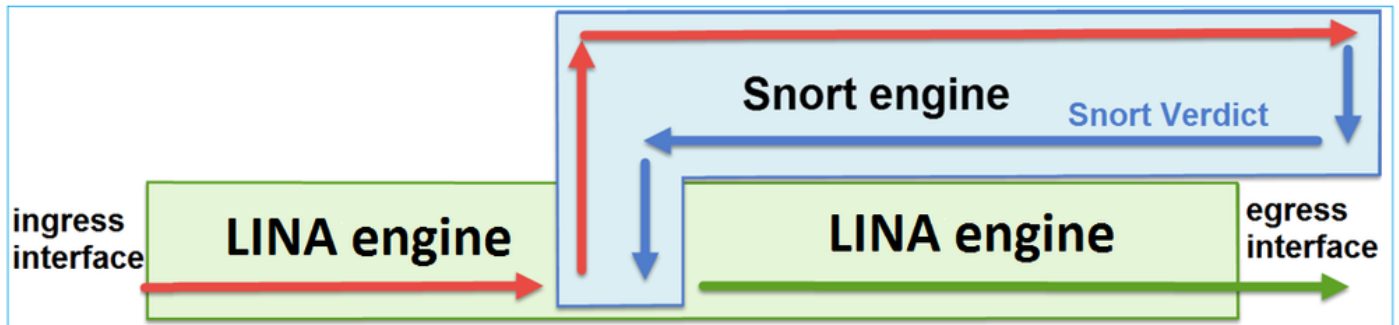 Snort engine
Snort Verdict
ingress
interface
LINA engine
LINA engine
egress
interface